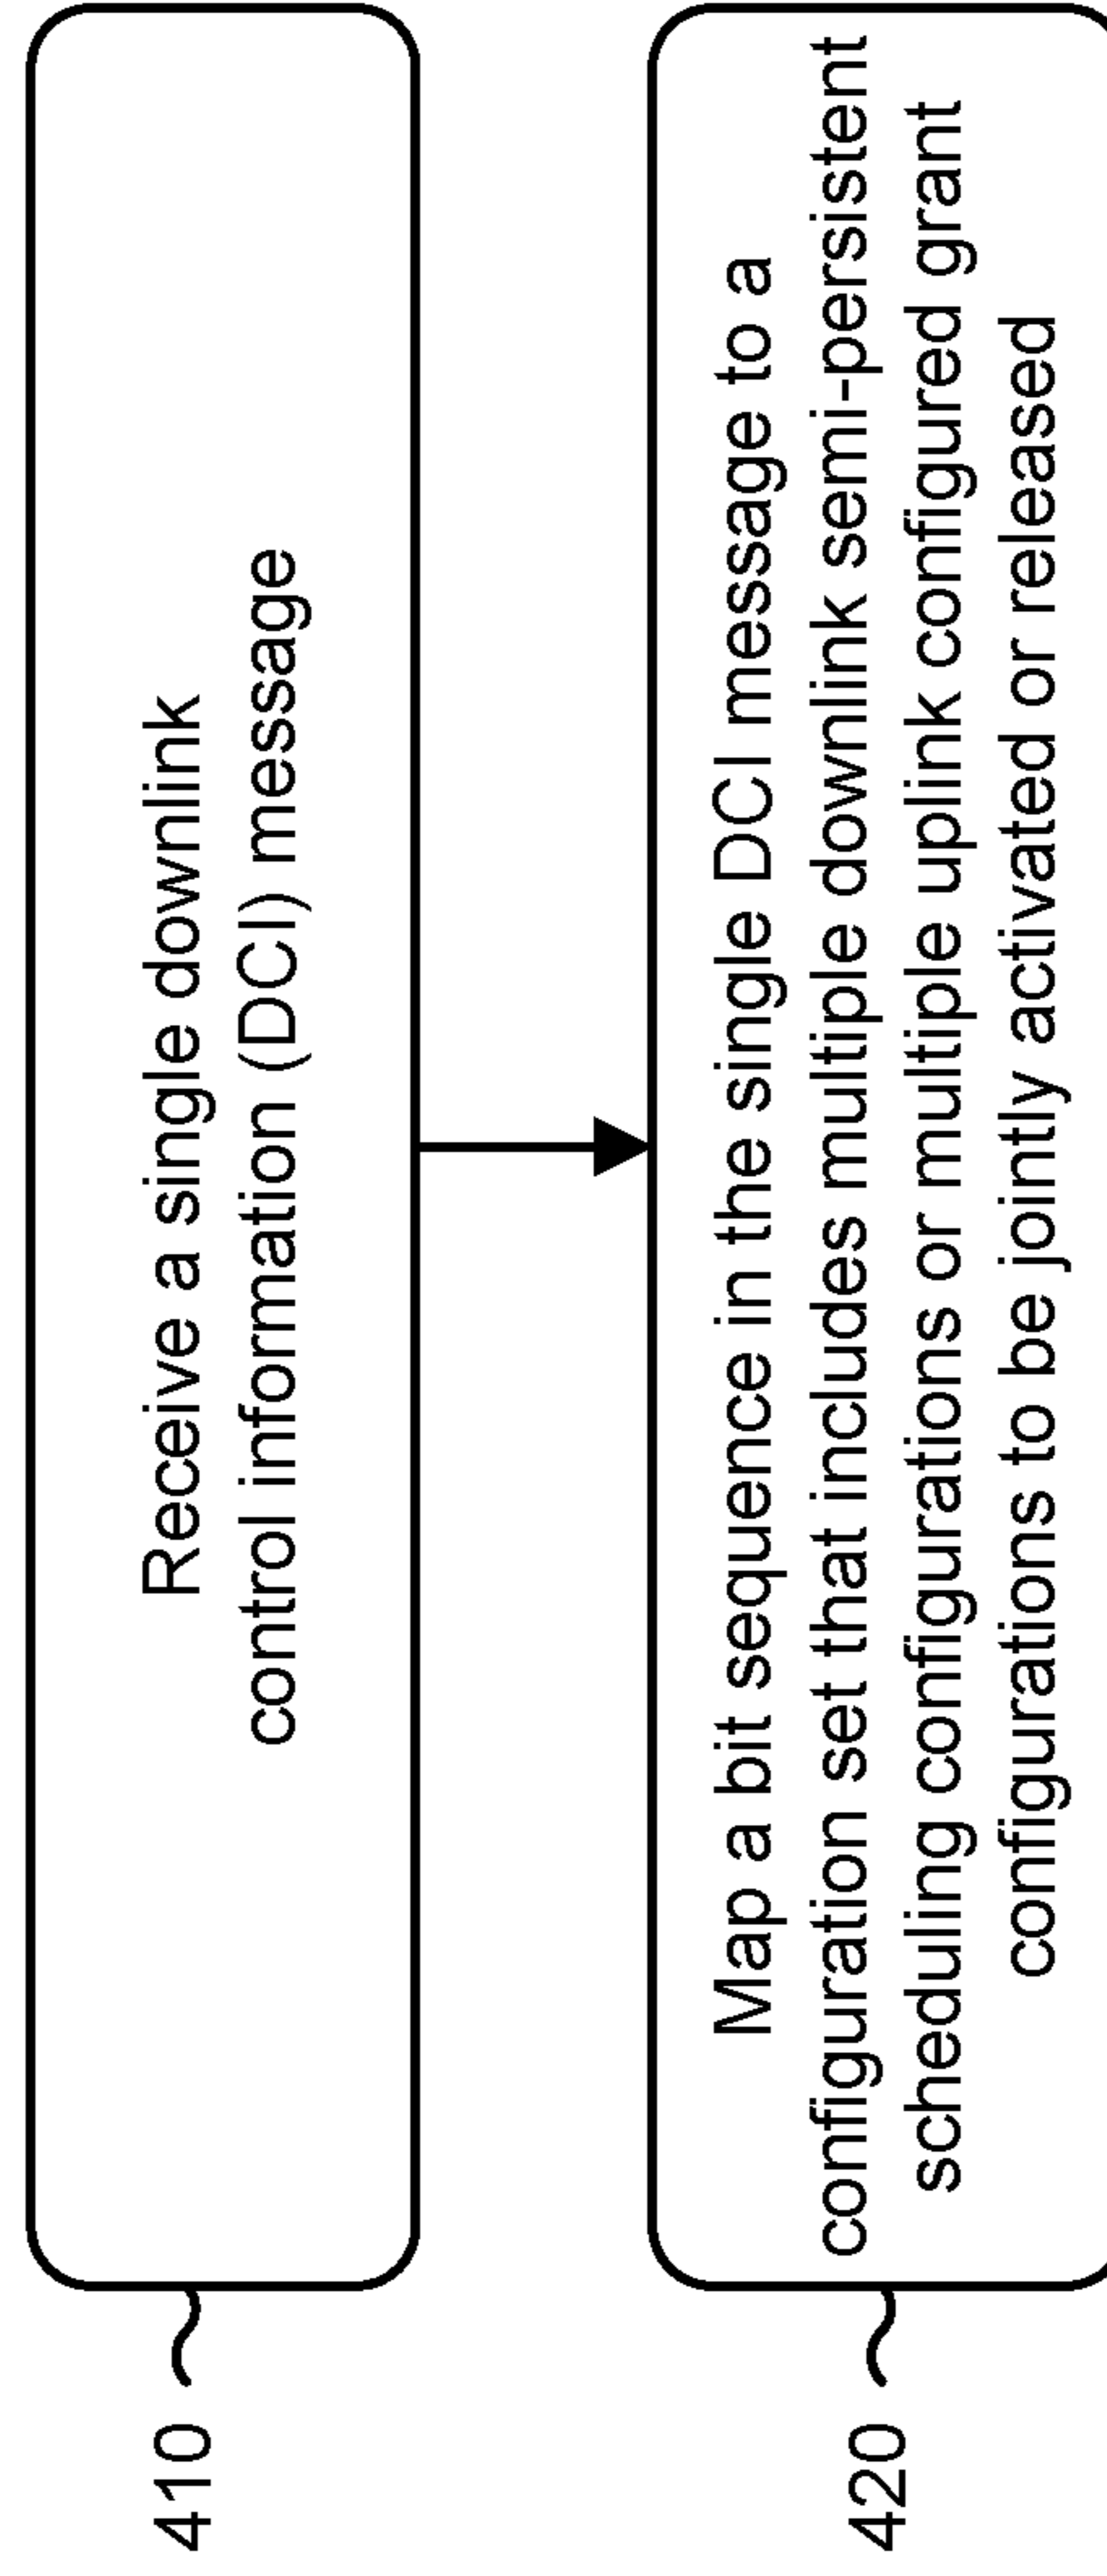 410
Receive a single downlink
control information (DCI) message
420
Map a bit sequence in the single DCI message to a
configuration set that includes multiple downlink semi-persistent
scheduling configurations or multiple uplink configured grant
configurations to be jointly activated or released